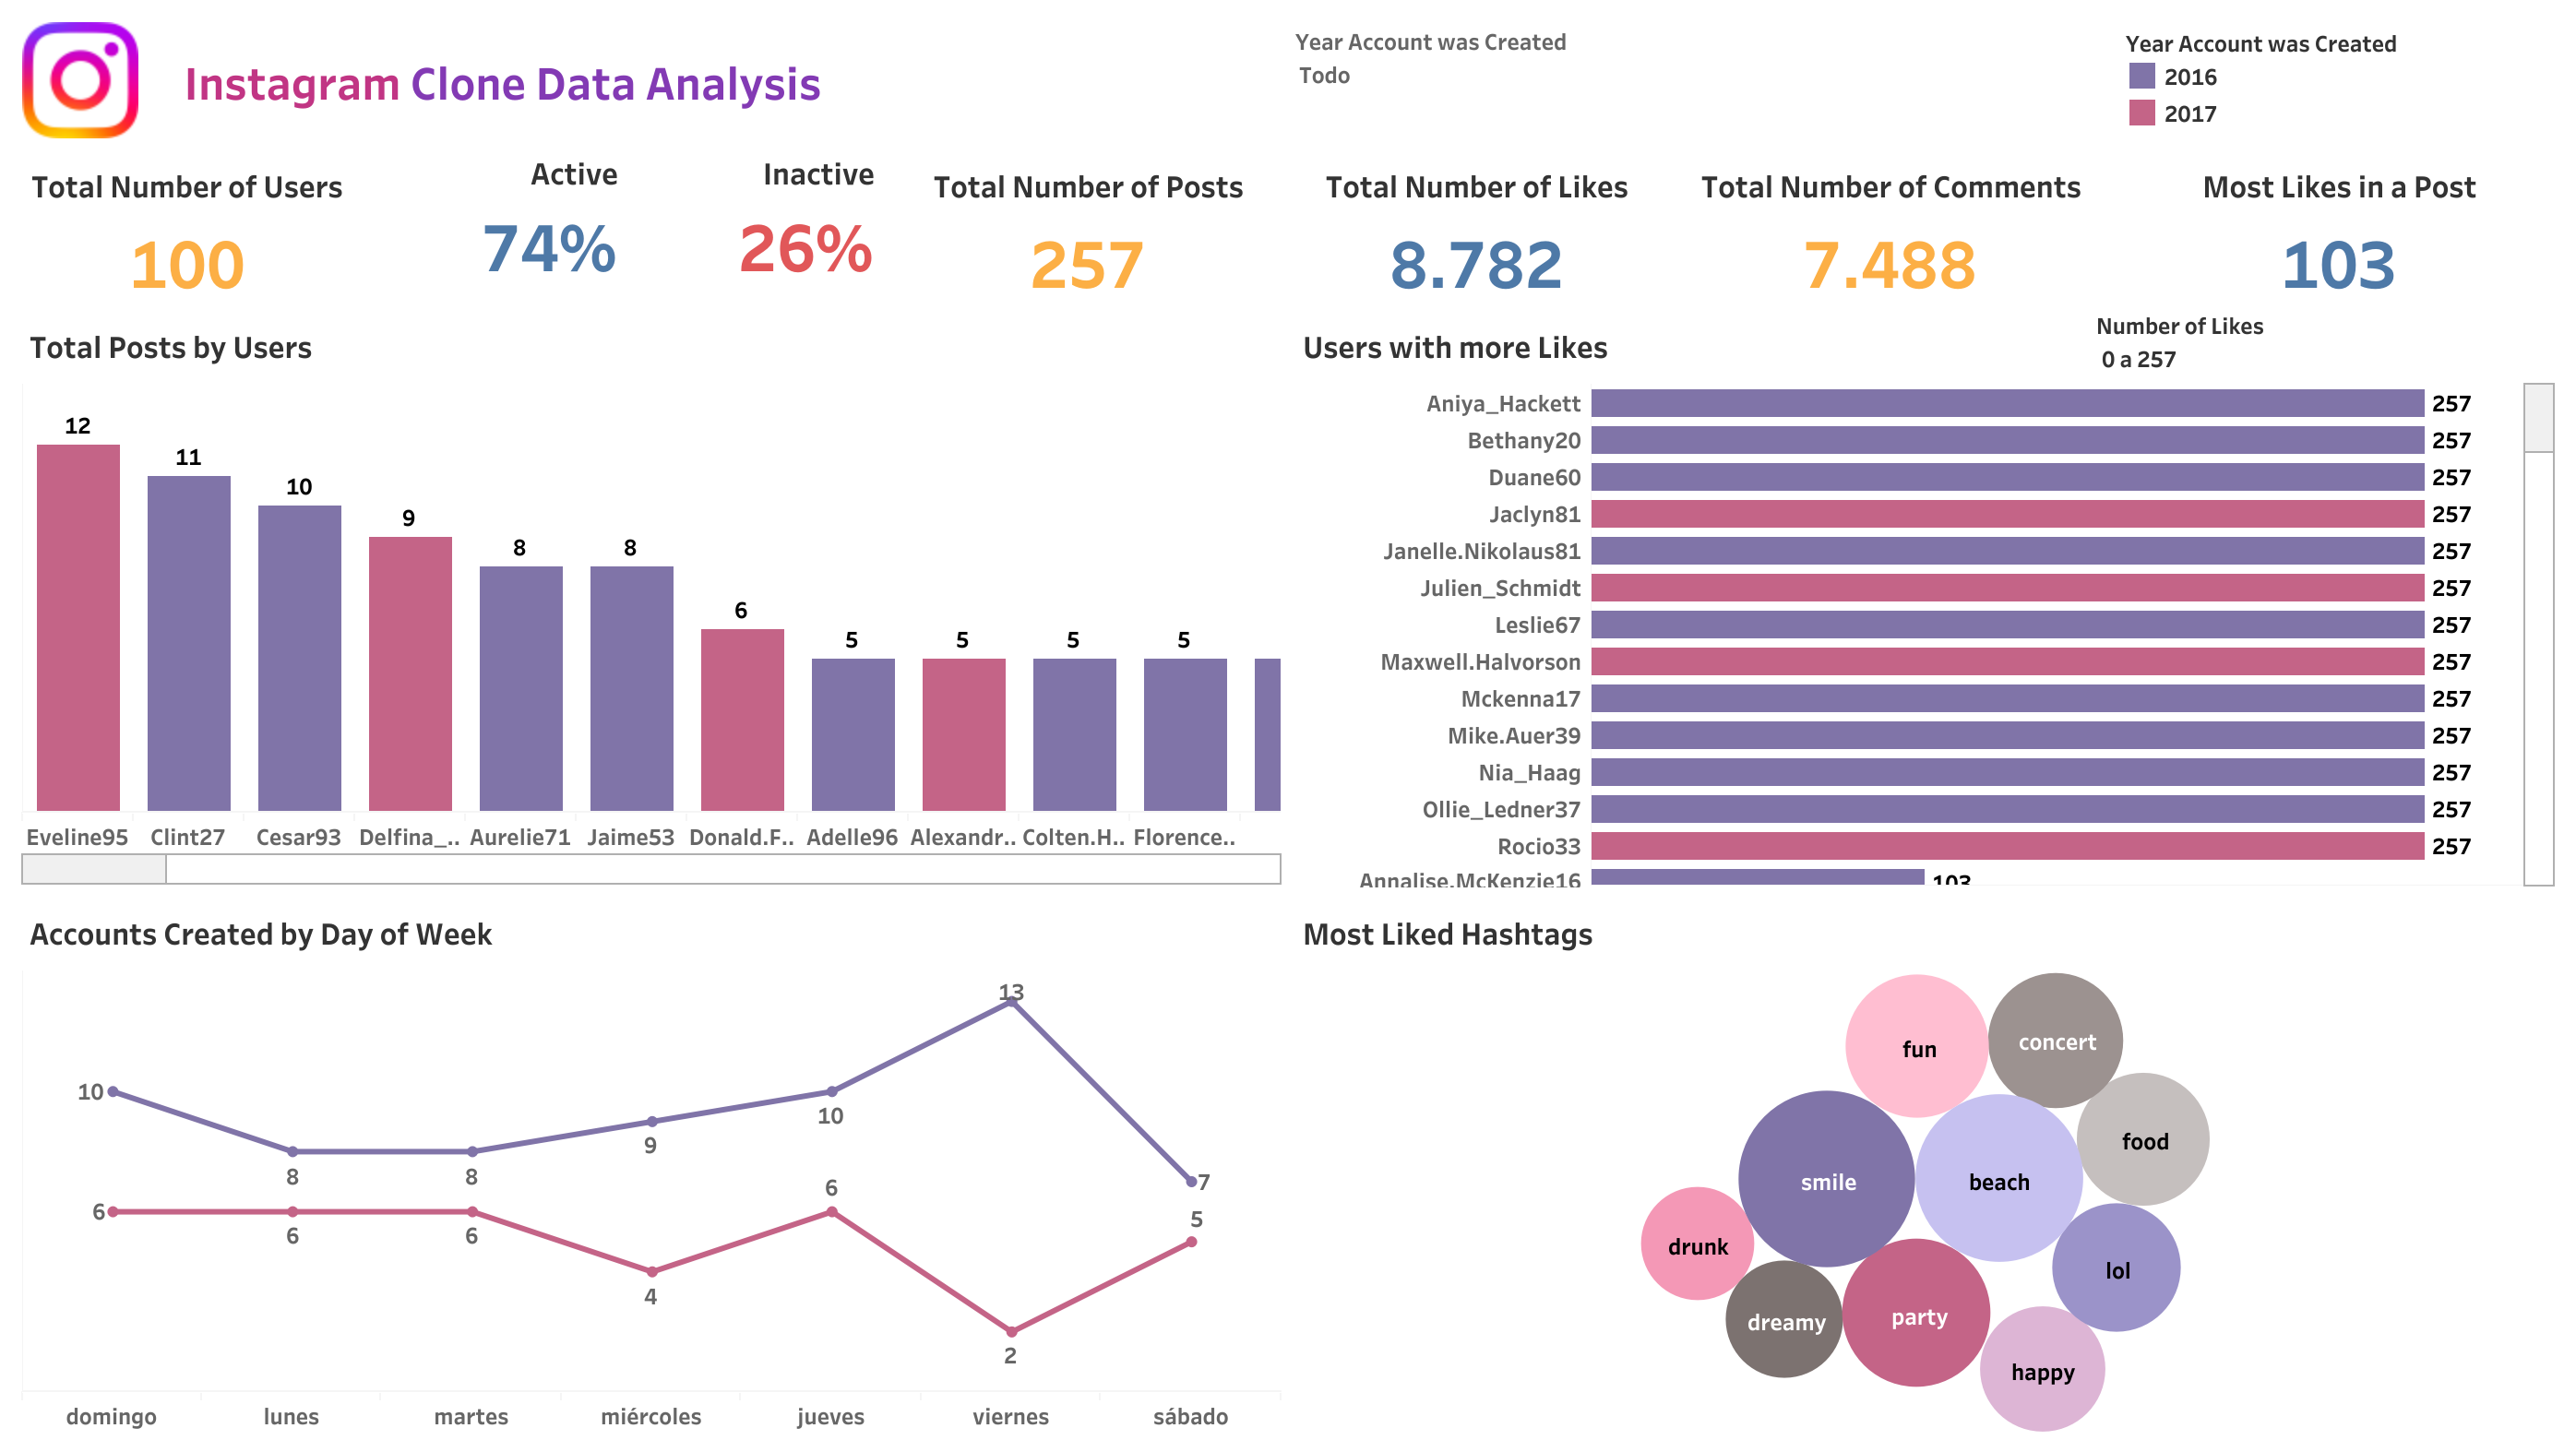 Instagram Clone Data Analysis
Year Account was Created
Todo
Year Account was Created
2016
2017
Total Number of Users
100
Active
74%
Inactive
26%
Total Number of Posts
257
Total Number of Likes
8.782
Total Number of Comments
7.488
Most Likes in a Post
103
Total Posts by Users
12
11
10
9
8
8
6
5
5
5
5
Eveline95
Clint27
Cesar93
Delfina_..
Aurelie71
Jaime53
Donald.F..
Adelle96
Alexandr..
Colten.H..
Florence..
Users with more Likes
Number of Likes
0 a 257
Aniya_Hackett 257
Bethany20 257
Duane60 257
Jaclyn81 257
Janelle.Nikolaus81 257
Julien_Schmidt 257
Leslie67 257
Maxwell.Halvorson 257
Mckenna17 257
Mike.Auer39 257
Nia_Haag 257
Ollie_Ledner37 257
Rocio33 257
Annalise.McKenzie16 103
Accounts Created by Day of Week
10
8
8
9
10
13
7
6
6
6
4
6
2
5
domingo
lunes
martes
miércoles
jueves
viernes
sábado
Most Liked Hashtags
fun
concert
food
smile
beach
drunk
lol
dreamy
party
happy